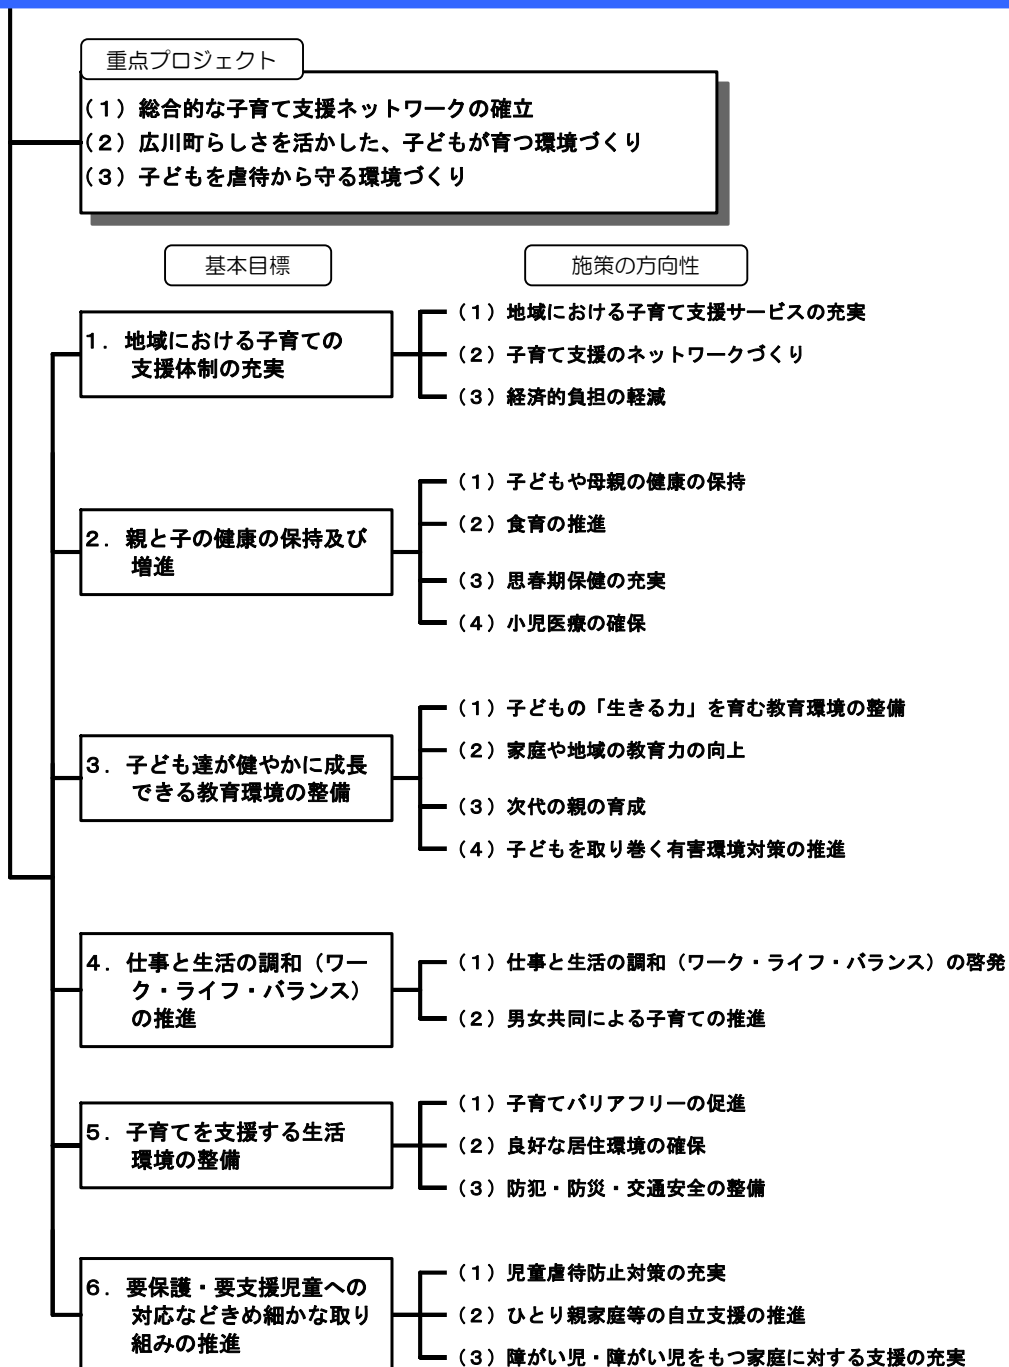 重点プロジェクト
（１）総合的な子育て支援ネットワークの確立
（２）広川町らしさを活かした、子どもが育つ環境づくり
（３）子どもを虐待から守る環境づくり
基本目標
施策の方向性
１．地域における子育ての
支援体制の充実
（１）地域における子育て支援サービスの充実
（２）子育て支援のネットワークづくり
（３）経済的負担の軽減
２．親と子の健康の保持及び
増進
（１）子どもや母親の健康の保持
（２）食育の推進
（３）思春期保健の充実
（４）小児医療の確保
３．子ども達が健やかに成長
できる教育環境の整備
（１）子どもの「生きる力」を育む教育環境の整備
（２）家庭や地域の教育力の向上
（３）次代の親の育成
（４）子どもを取り巻く有害環境対策の推進
４．仕事と生活の調和（ワー
ク・ライフ・バランス）
の推進
（１）仕事と生活の調和（ワーク・ライフ・バランス）の啓発
（２）男女共同による子育ての推進
５．子育てを支援する生活
環境の整備
（１）子育てバリアフリーの促進
（２）良好な居住環境の確保
（３）防犯・防災・交通安全の整備
６．要保護・要支援児童への
対応などきめ細かな取り
組みの推進
（１）児童虐待防止対策の充実
（２）ひとり親家庭等の自立支援の推進
（３）障がい児・障がい児をもつ家庭に対する支援の充実